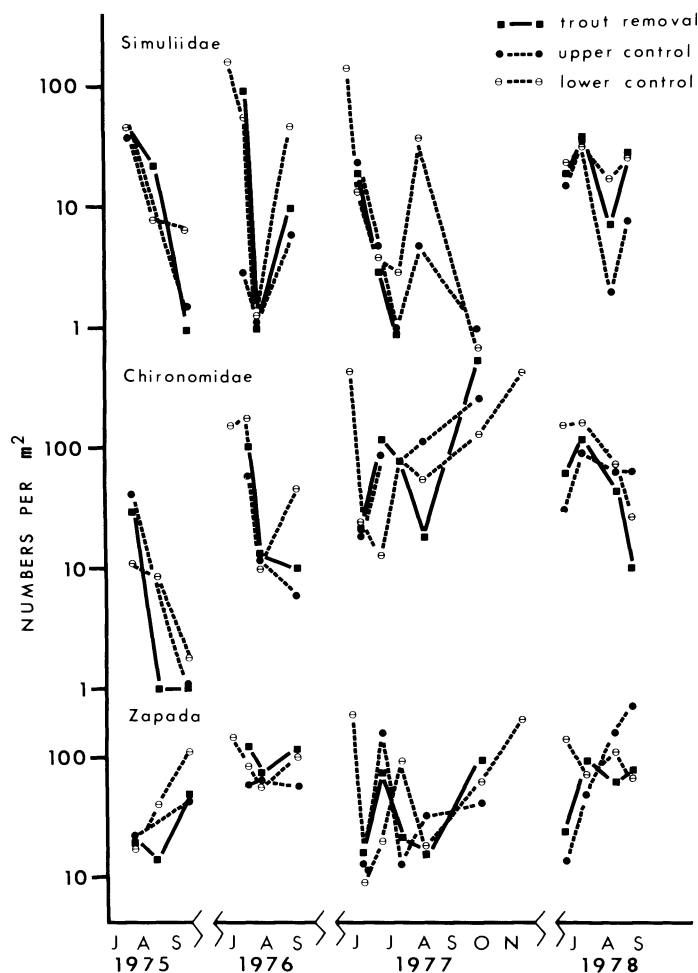 trout removal
upper control
lower control
Simuliidae
100
10
1
Chironomidae
100
10
1
Zapada
100
10
NUMBERS PER m²
J A S
J A S
J J A S O N
J A S
1975
1976
1977
1978